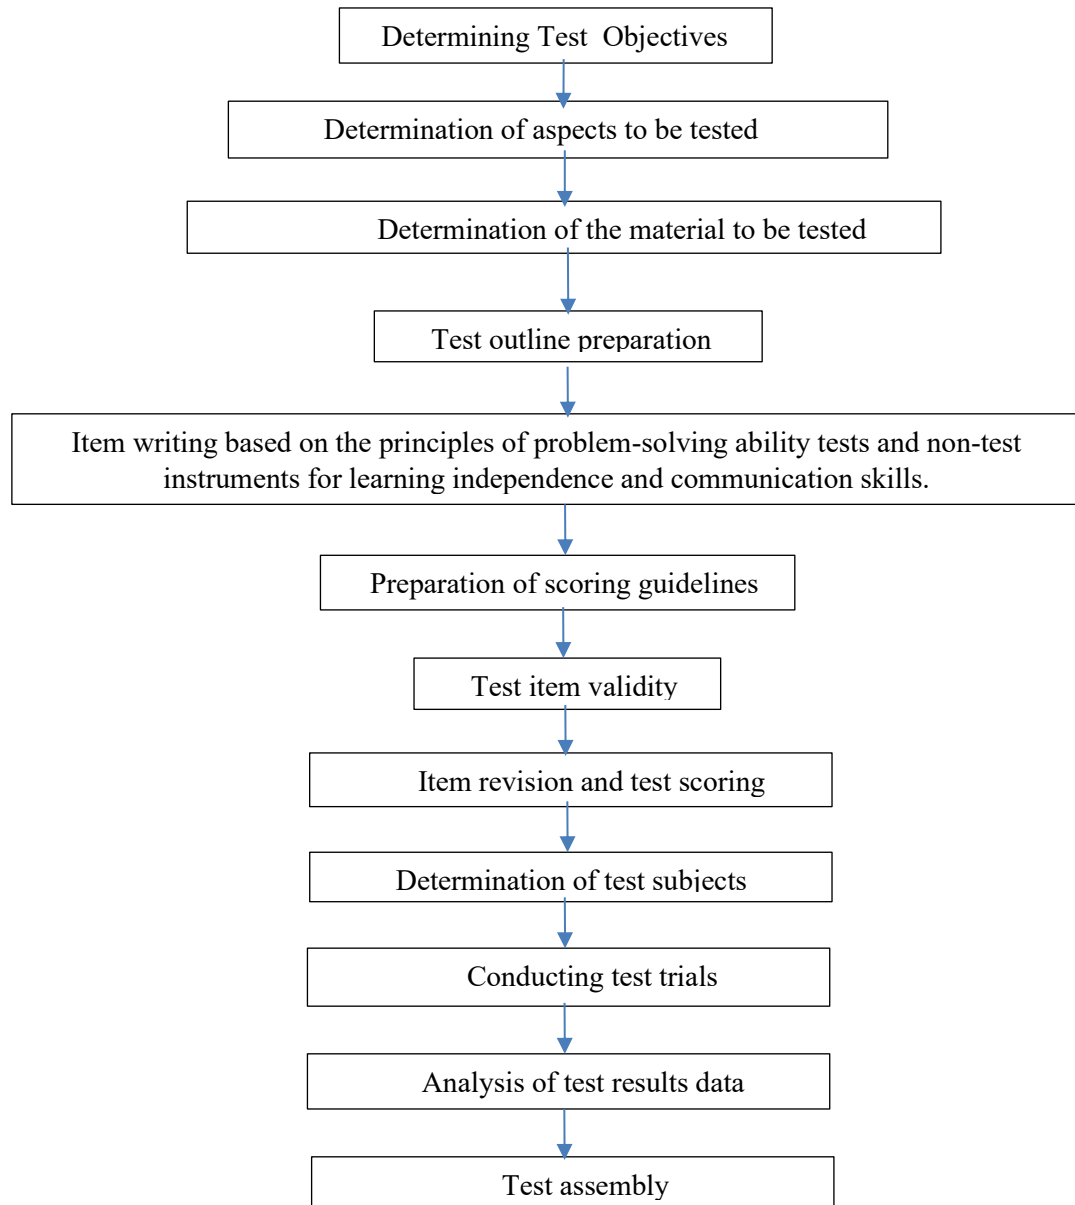 Determining Test Objectives
Determination of aspects to be tested
Determination of the material to be tested
Test outline preparation
Item writing based on the principles of problem-solving ability tests and non-test
instruments for learning independence and communication skills.
Preparation of scoring guidelines
Test item validity
Item revision and test scoring
Determination of test subjects
Conducting test trials
Analysis of test results data
Test assembly